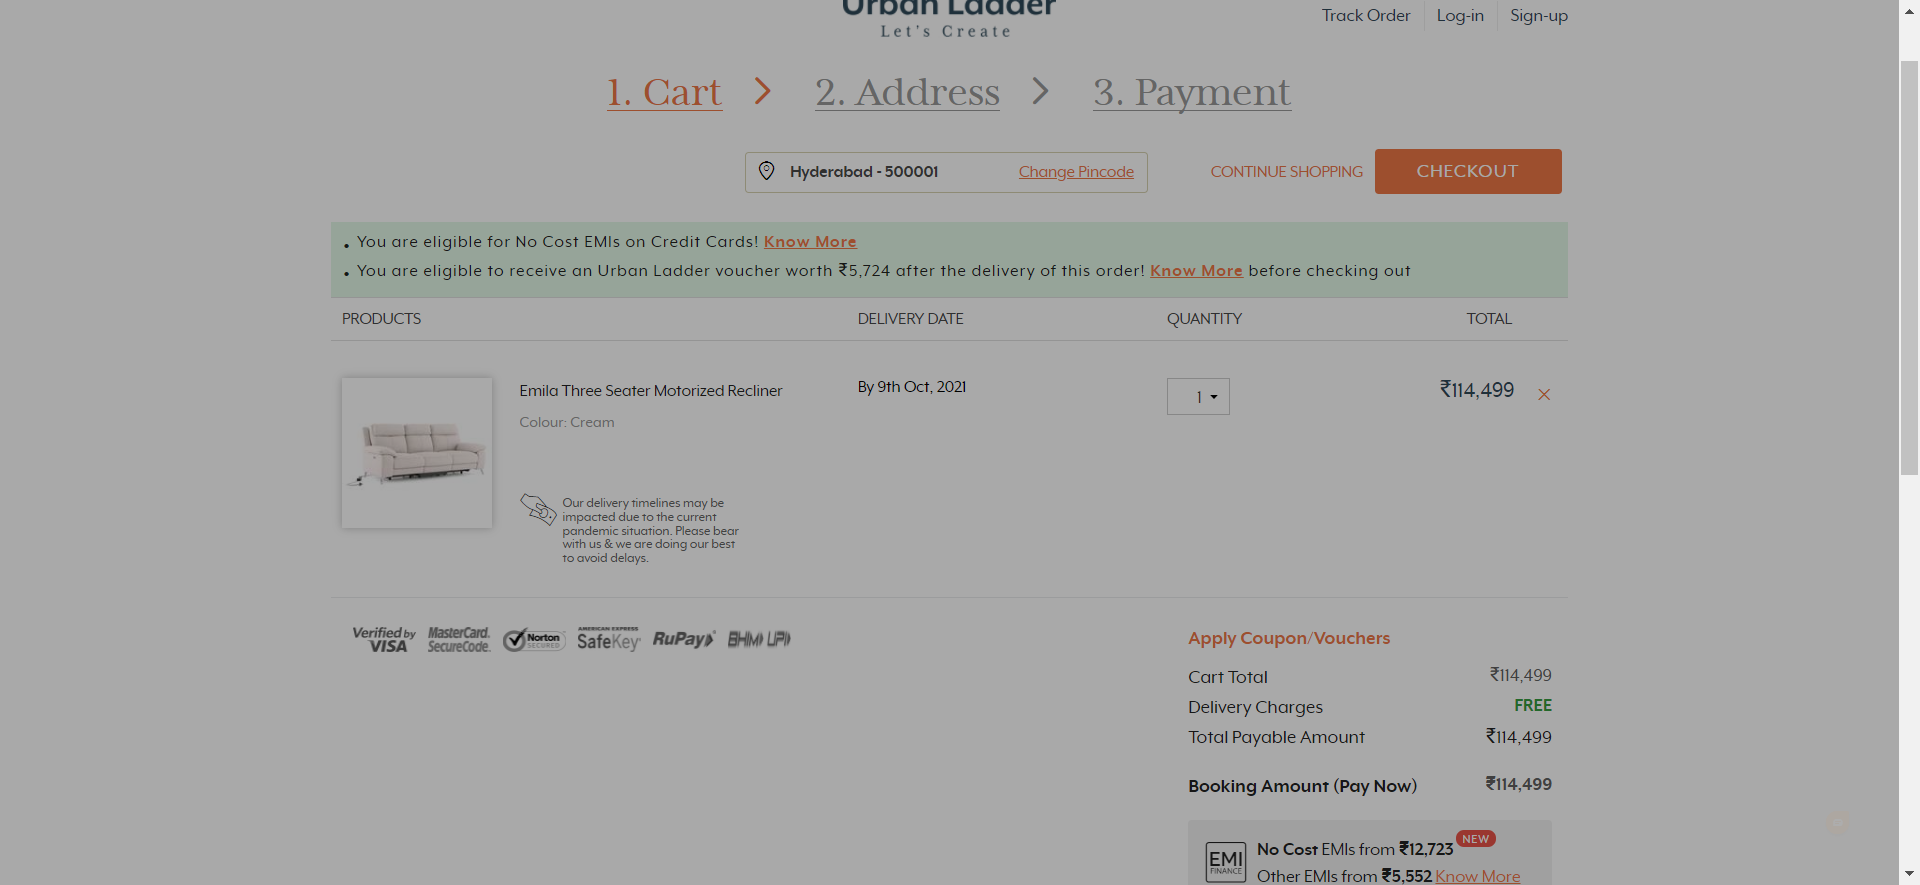 Urban Ladder
Let's Create
Track Order Log-in Sign-up
1. Cart 2. Address 3. Payment
Hyderabad - 500001 Change Pincode CONTINUE SHOPPING CHECKOUT
• You are eligible for No Cost EMIs on Credit Cards! Know More
• You are eligible to receive an Urban Ladder voucher worth ₹5,724 after the delivery of this order! Know More before checking out
PRODUCTS DELIVERY DATE QUANTITY TOTAL
Emila Three Seater Motorized Recliner By 9th Oct, 2021 1 ₹114,499
Colour: Cream
Our delivery timelines may be
impacted due to the current
pandemic situation. Please bear
with us & we are doing our best
to avoid delays.
Verified by VISA MasterCard. SecureCode. Norton SECURED AMERICAN EXPRESS SafeKey RuPay BHIM UPI
Apply Coupon/Vouchers
Cart Total ₹114,499
Delivery Charges FREE
Total Payable Amount ₹114,499
Booking Amount (Pay Now) ₹114,499
EMI FINANCE
No Cost EMIs from ₹12,723 NEW
Other EMIs from ₹5,552 Know More